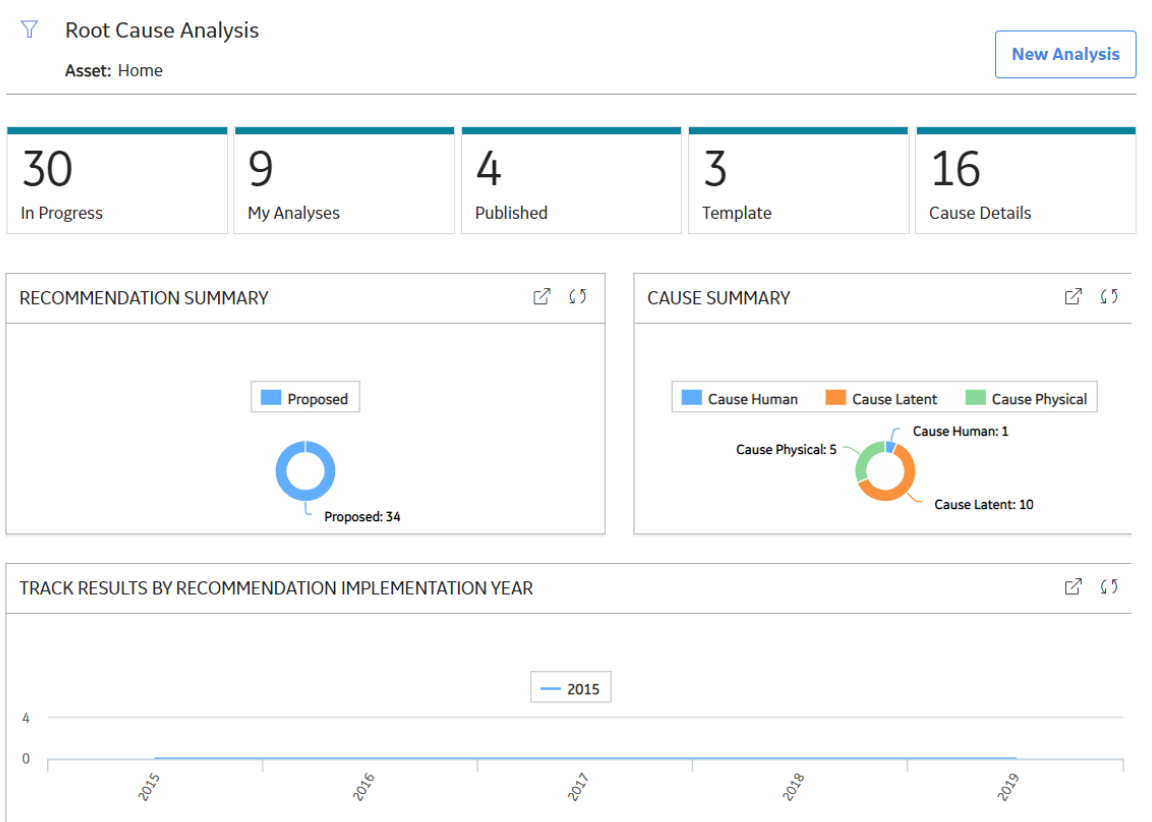 Root Cause Analysis
Asset: Home
New Analysis
30
In Progress
9
My Analyses
4
Published
3
Template
16
Cause Details
RECOMMENDATION SUMMARY
Proposed
Proposed: 34
CAUSE SUMMARY
Cause Human
Cause Latent
Cause Physical
Cause Human: 1
Cause Physical: 5
Cause Latent: 10
TRACK RESULTS BY RECOMMENDATION IMPLEMENTATION YEAR
2015
4
0
2015
2016
2017
2018
2019